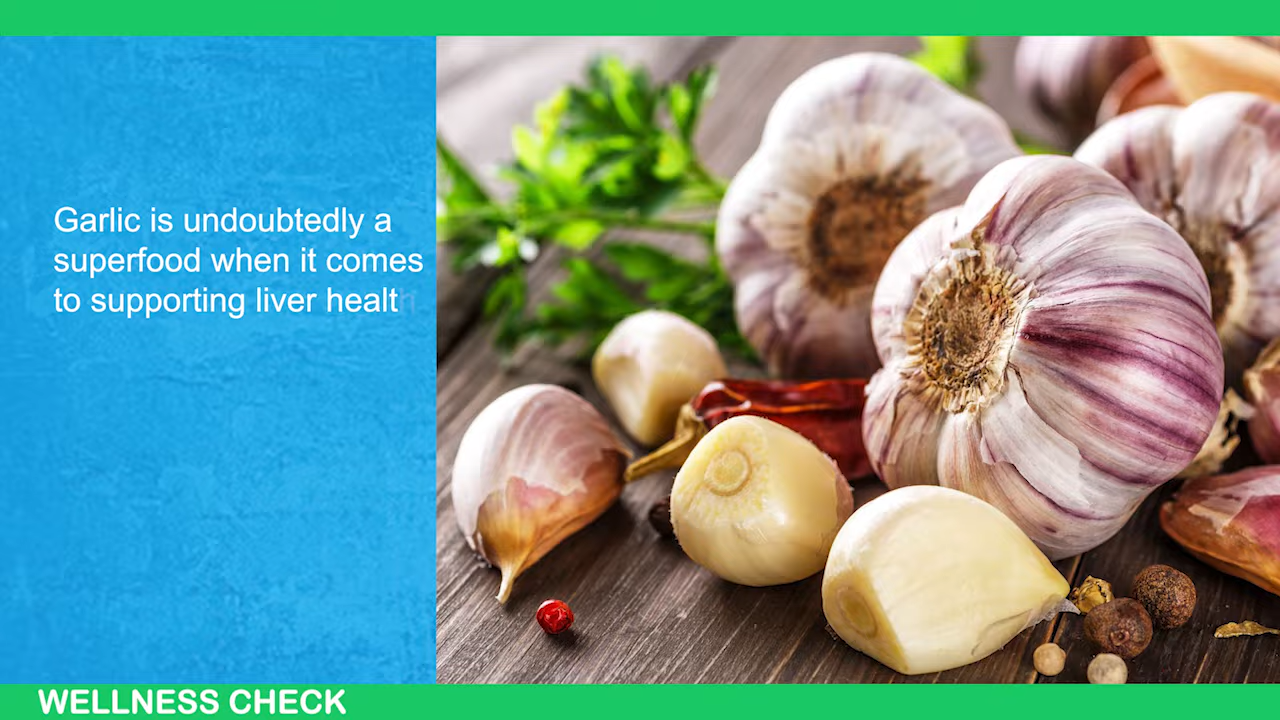 Garlic is undoubtedly a
superfood when it comes
to supporting liver healt
WELLNESS CHECK